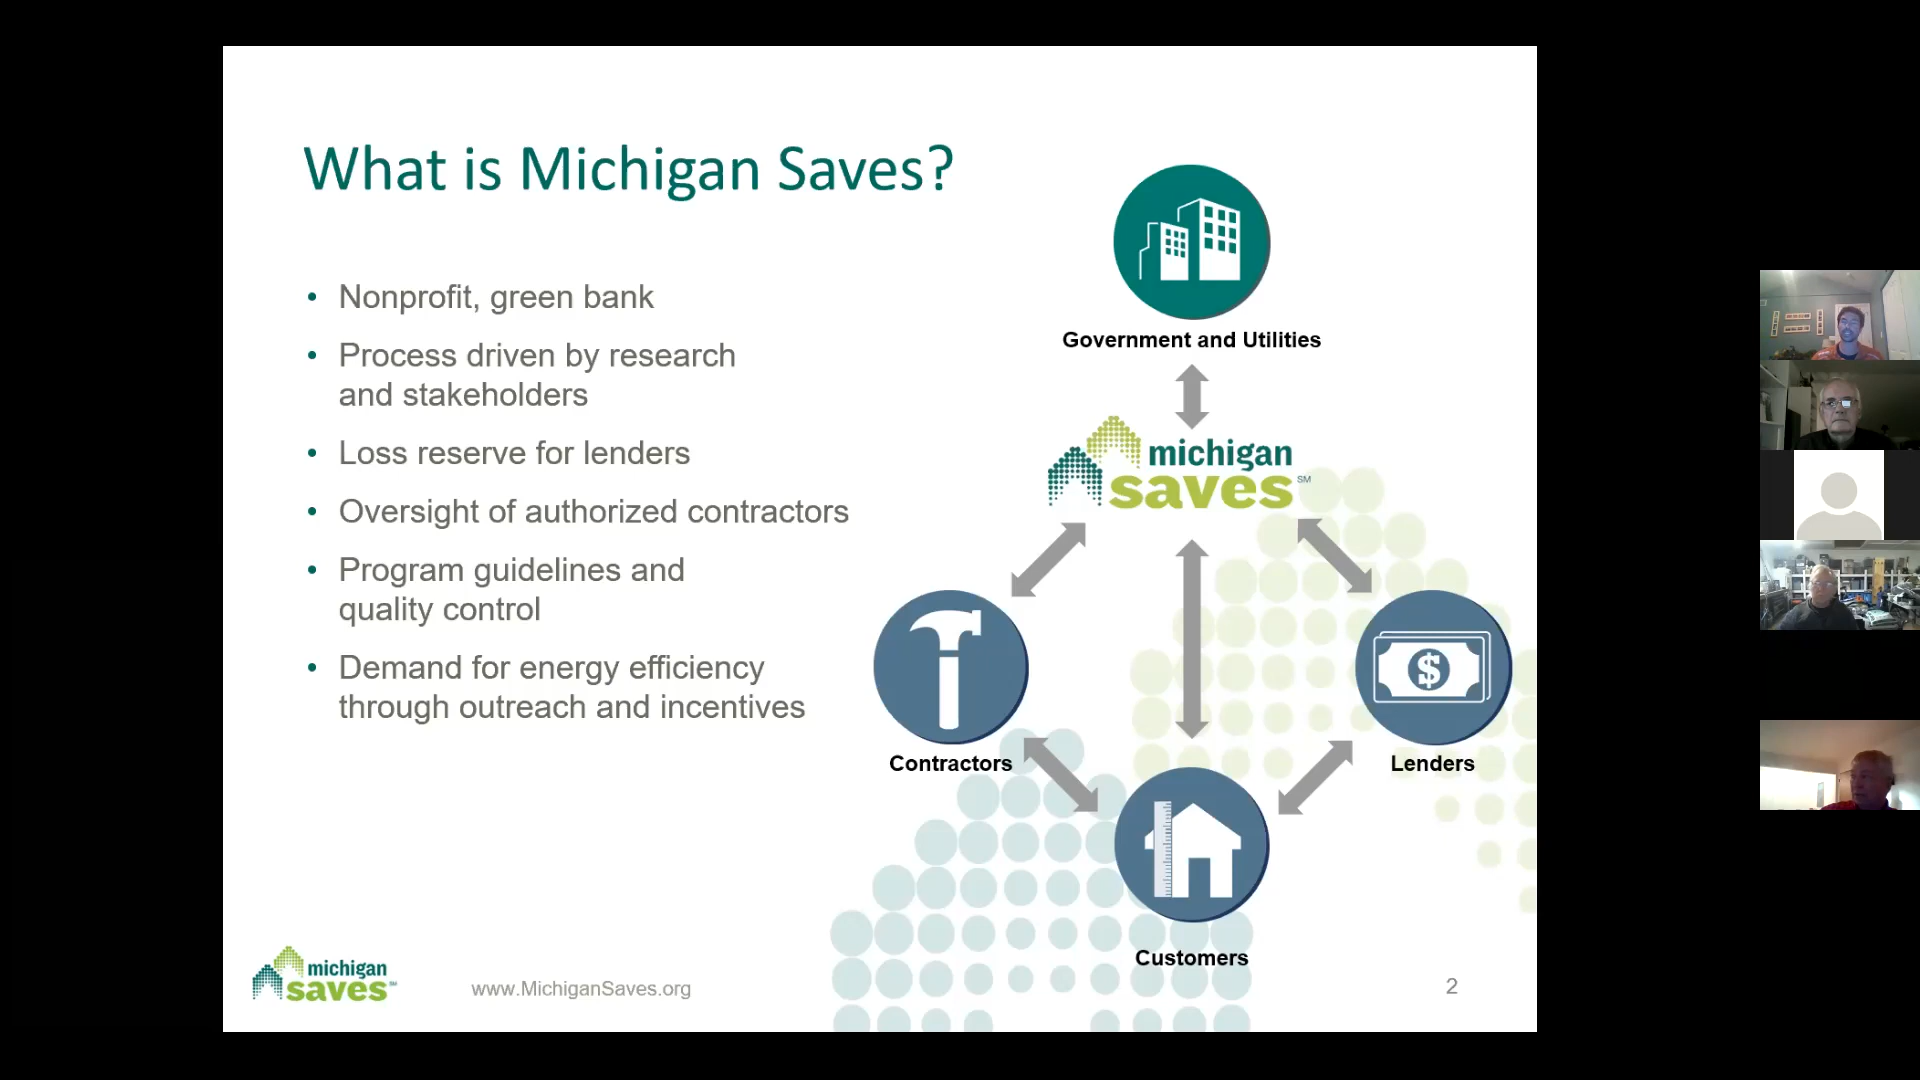 What is Michigan Saves?
• Nonprofit, green bank
• Process driven by research
and stakeholders
• Loss reserve for lenders
• Oversight of authorized contractors
• Program guidelines and
quality control
• Demand for energy efficiency
through outreach and incentives
Government and Utilities
michigan
saves SM
Contractors
$
Lenders
Customers
michigan
saves SM
www.MichiganSaves.org
2